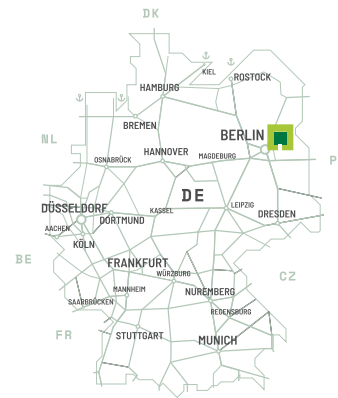 DK
KIEL
ROSTOCK
HAMBURG
BREMEN
BERLIN
NL
HANNOVER
MAGDEBURG
OSNABRÜCK
P
DE
DÜSSELDORF
KASSEL
LEIPZIG
DORTMUND
DRESDEN
AACHEN
KÖLN
BE
FRANKFURT
WÜRZBURG
CZ
MANNHEIM
NUREMBERG
SAARBRÜCKEN
REGENSBURG
FR
STUTTGART
MUNICH